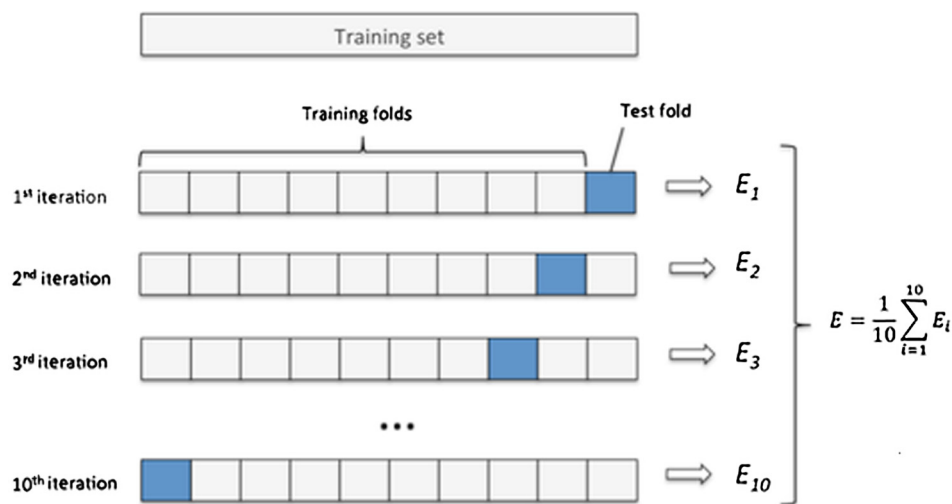 Training set
Training folds
Test fold
1st iteration
E1
2nd iteration
E2
3rd iteration
E3
E = 1/10 10∑i=1 Ei
...
10th iteration
E10